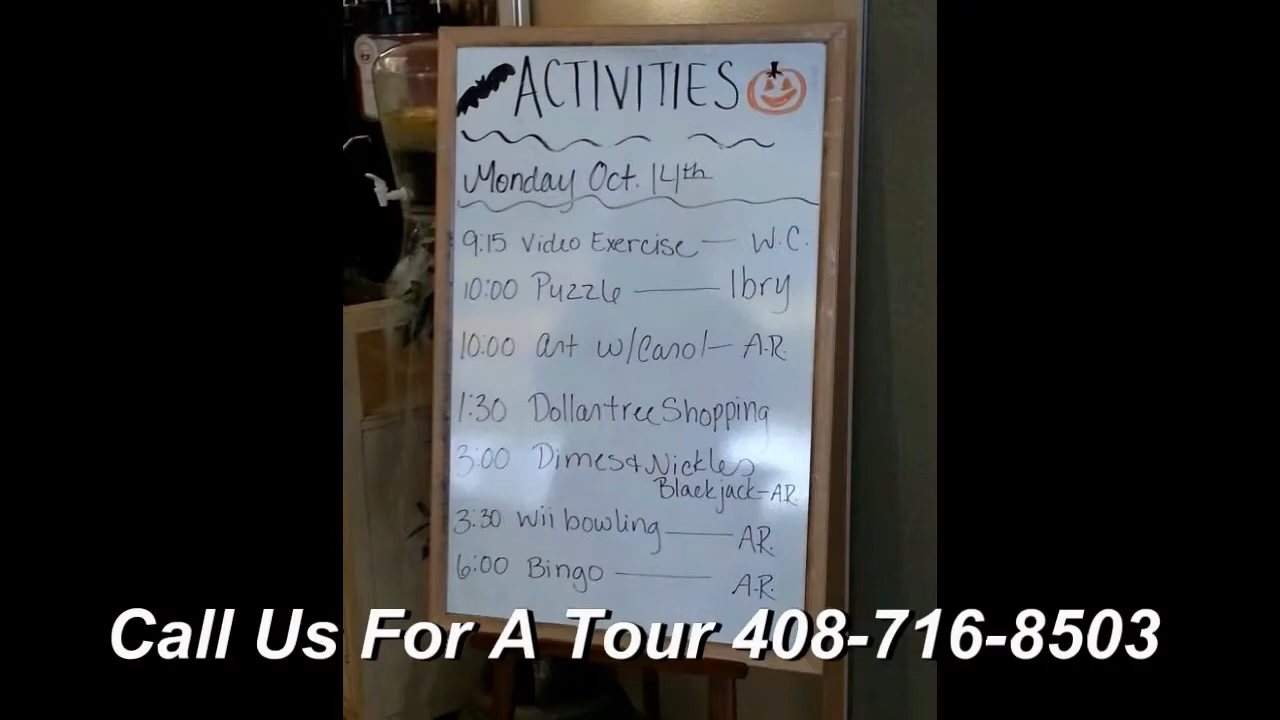 ACTIVITIES
Monday Oct. 14th
9:15 Video Exercise — W.C.
10:00 Puzzle — lbry
10:00 Art w/Carol — A.R.
1:30 Dollartree Shopping
3:00 Dimes & Nickles
Blackjack - A.R.
3:30 Wii bowling — A.R.
6:00 Bingo — A.R.
Call Us For A Tour 408-716-8503